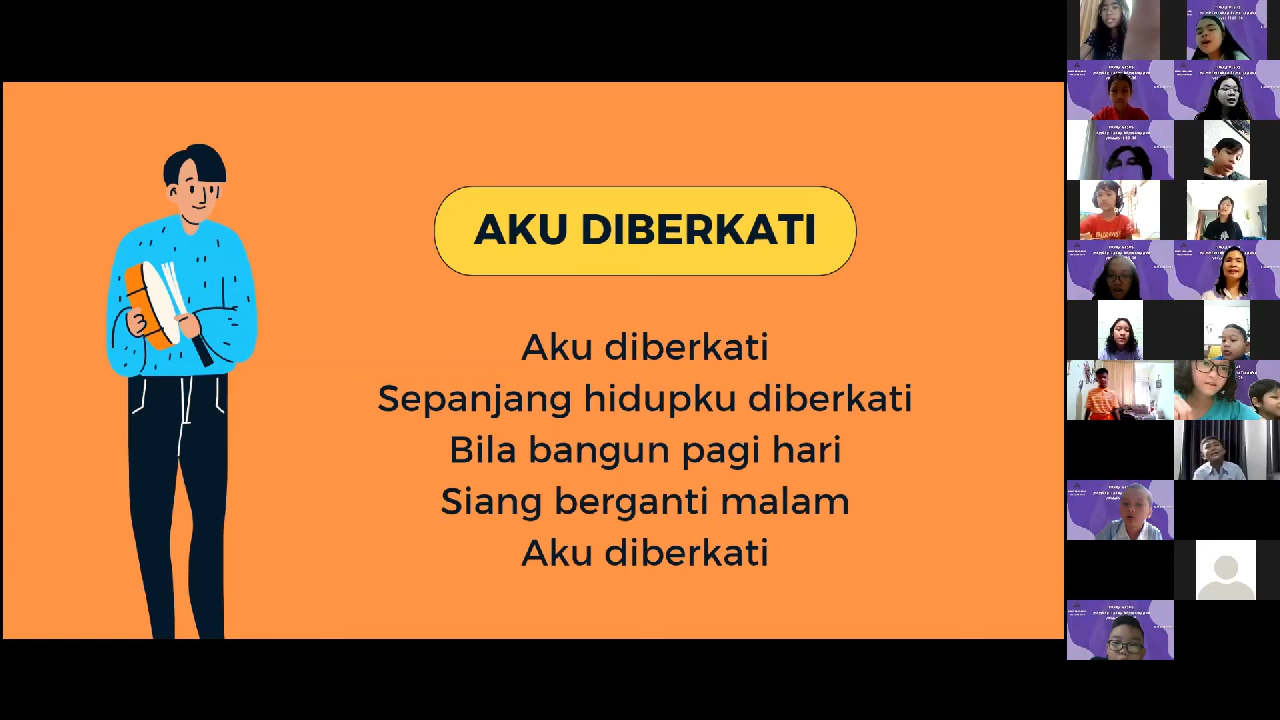 AKU DIBERKATI
Aku diberkati
Sepanjang hidupku diberkati
Bila bangun pagi hari
Siang berganti malam
Aku diberkati